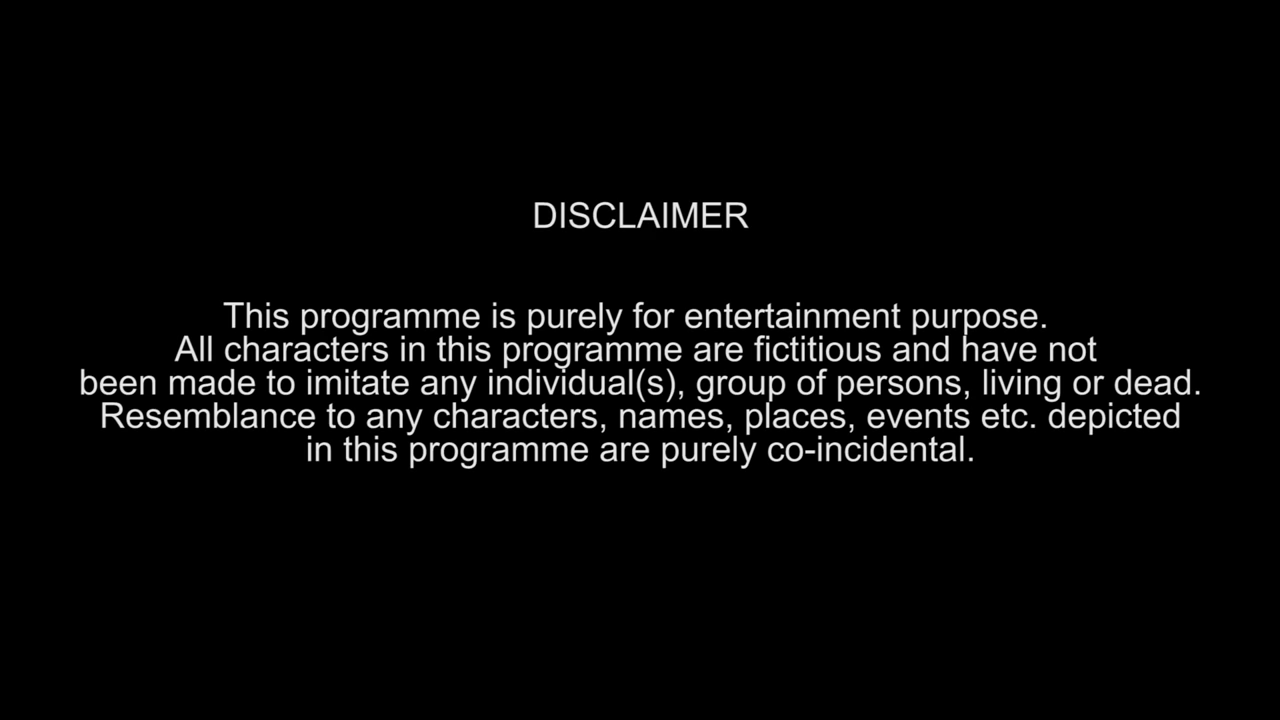 DISCLAIMER
This programme is purely for entertainment purpose.
All characters in this programme are fictitious and have not
been made to imitate any individual(s), group of persons, living or dead.
Resemblance to any characters, names, places, events etc. depicted
in this programme are purely co-incidental.